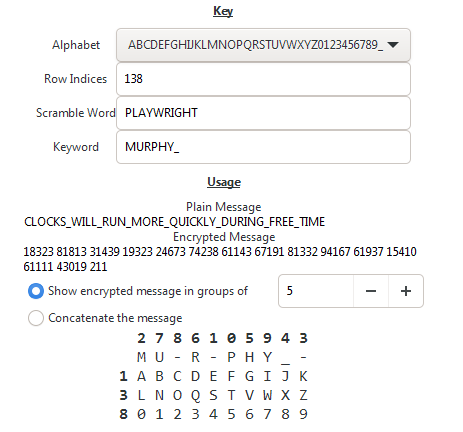 Key
Alphabet ABCDEFGHIJKLMNOPQRSTUVWXYZ0123456789_
Row Indices 138
Scramble Word PLAYWRIGHT
Keyword MURPHY_
Usage
Plain Message
CLOCKS_WILL_RUN_MORE_QUICKLY_DURING_FREE_TIME
Encrypted Message
18323 81813 31439 19323 24673 74238 61143 67191 81332 94167 61937 15410
61111 43019 211
Show encrypted message in groups of 5 − +
Concatenate the message
2 7 8 6 1 0 5 9 4 3
M U - R - P H Y _ -
1 A B C D E F G I J K
3 L N O Q S T V W X Z
8 0 1 2 3 4 5 6 7 8 9